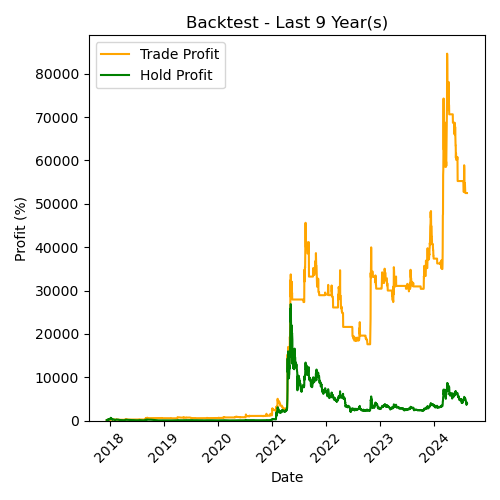 Backtest - Last 9 Year(s)
Trade Profit
Hold Profit
Profit (%)
80000
70000
60000
50000
40000
30000
20000
10000
0
2018 2019 2020 2021 2022 2023 2024
Date